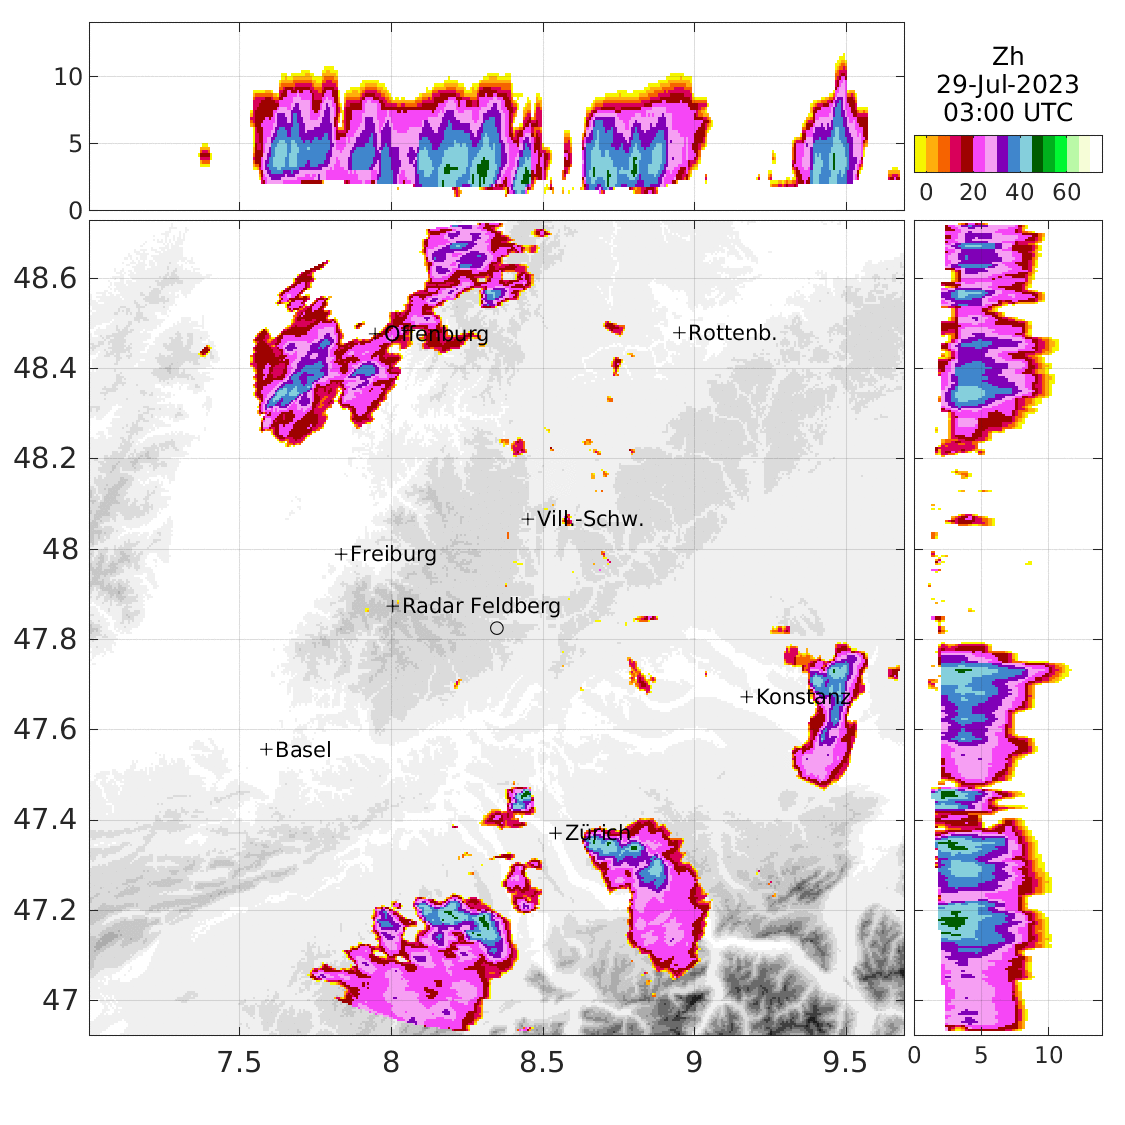 10
5
0
Zh
29-Jul-2023
03:00 UTC
0 20 40 60
48.6
48.4
48.2
48
47.8
47.6
47.4
47.2
47
+Offenburg
+Rottenb.
+Vill.-Schw.
+Freiburg
+Radar Feldberg
+Konstanz
+Basel
+Zürich
7.5 8 8.5 9 9.5
0 5 10